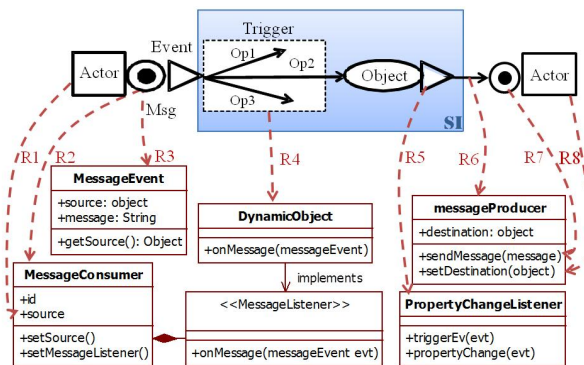 Trigger
Event
Op1
Op2
Op3
Actor
Msg
Object
Actor
SI
R1
R2
R3
R4
R5
R6
R7
R8
MessageEvent
+source: object
+message: String
+getSource(): Object
DynamicObject
+onMessage(messageEvent)
messageProducer
+destination: object
+sendMessage(message)
+setDestination(object)
implements
MessageConsumer
+id
+source
+setSource()
+setMessageListener()
<<MessageListener>>
+onMessage(messageEvent evt)
PropertyChangeListener
+triggerEv(evt)
+propertyChange(evt)